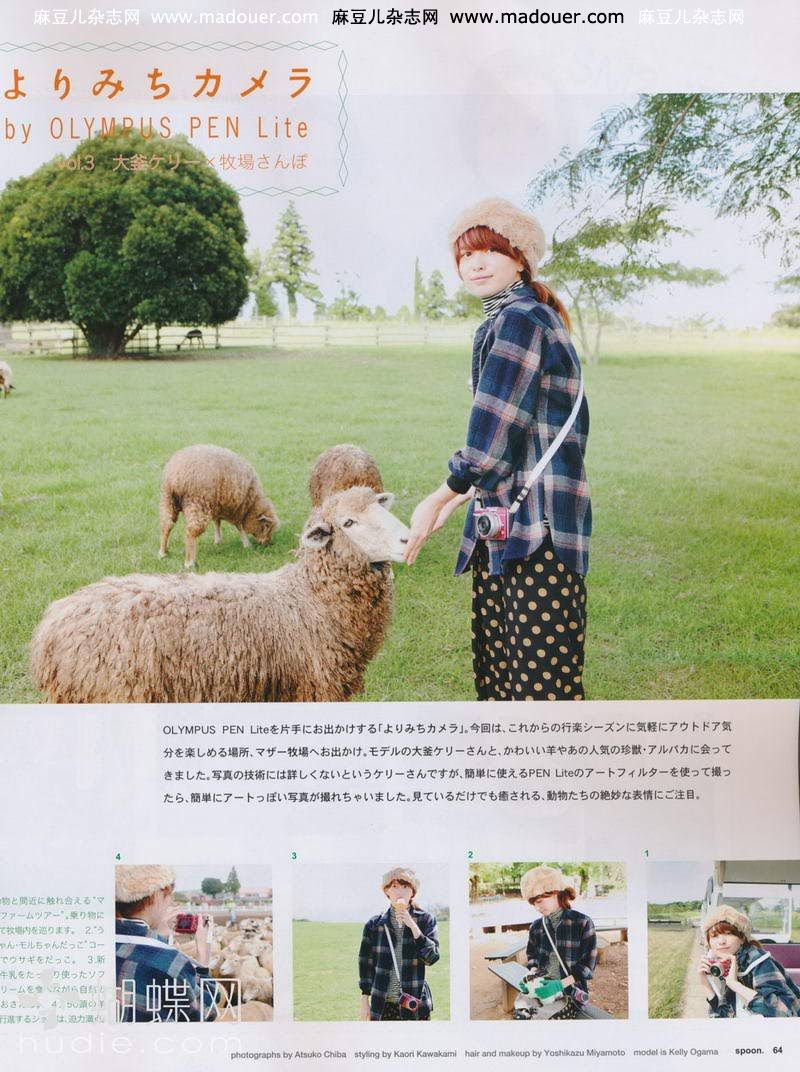 麻豆儿杂志网 www.madouer.com 麻豆儿杂志网 www.madouer.com 麻豆儿杂志网
よりみちカメラ
by OLYMPUS PEN Lite
vol.3 大釜ケリー×牧場さんぽ
OLYMPUS PEN Liteを片手にお出かけする「よりみちカメラ」。今回は、これからの行楽シーズンに気軽にアウトドア気
分を楽しめる場所、マザー牧場へお出かけ。モデルの大釜ケリーさんと、かわいい羊やあの人気の珍獣・アルパカに会って
きました。写真の技術には詳しくないというケリーさんですが、簡単に使えるPEN Liteのアートフィルターを使って撮っ
たら、簡単にアートっぽい写真が撮れちゃいました。見ているだけでも癒される、動物たちの絶妙な表情にご注目。
4
3
2
1
物と間近に触れ合える“マ
ファームツアー”。乗り物に
て牧場内を巡ります。 2.“う
ちゃん・モルちゃんだっこ”コー
でウサギをだっこ。 3.新
牛乳をたっぷり使ったソフ
リームを食べながら自然と
行進するショーは、迫力満点
蝴蝶网
hudie.com
photographs by Atsuko Chiba styling by Kaori Kawakami hair and makeup by Yoshikazu Miyamoto model is Kelly Ogama spoon. 64